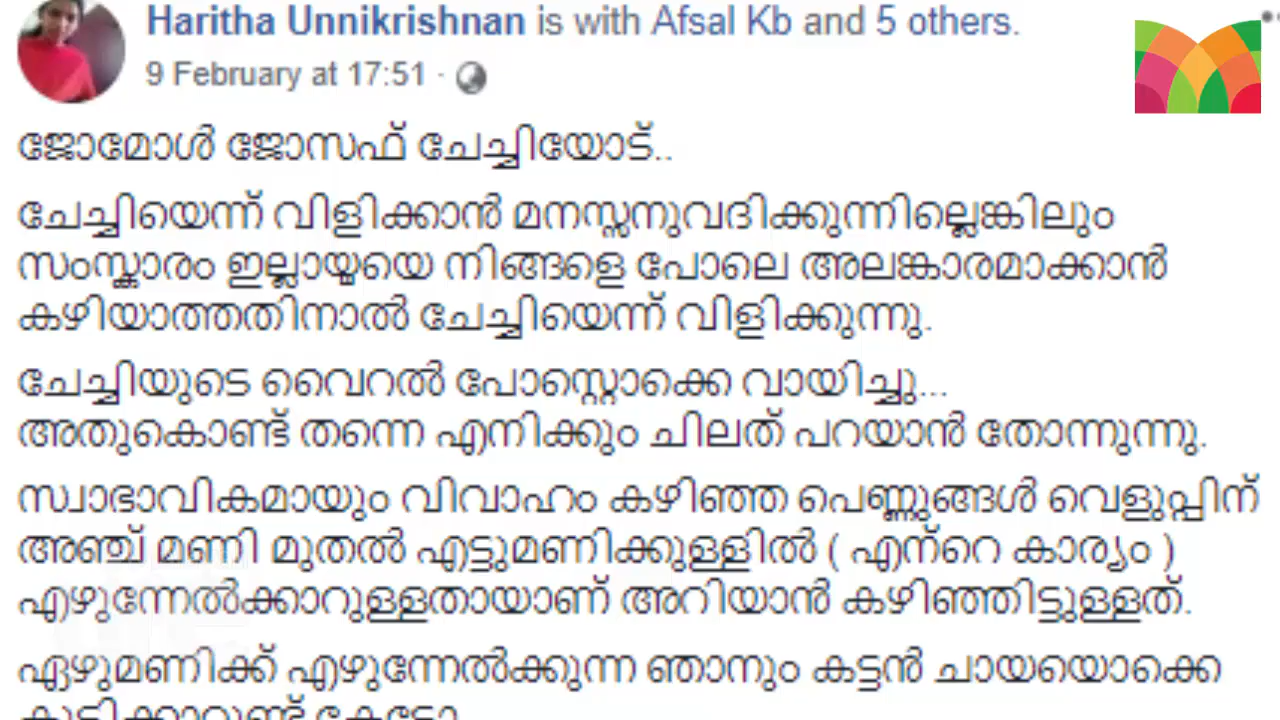 Haritha Unnikrishnan is with Afsal Kb and 5 others.
9 February at 17:51 ·
ജോമോൾ ജോസഫ് ചേച്ചിയോട്..
ചേച്ചിയെന്ന് വിളിക്കാൻ മനസ്സനുവദിക്കുന്നില്ലെങ്കിലും
സംസ്കാരം ഇല്ലായ്മയെ നിങ്ങളെ പോലെ അലങ്കാരമാക്കാൻ
കഴിയാത്തതിനാൽ ചേച്ചിയെന്ന് വിളിക്കുന്നു.
ചേച്ചിയുടെ വൈറൽ പോസ്റ്റൊക്കെ വായിച്ചു...
അതുകൊണ്ട് തന്നെ എനിക്കും ചിലത് പറയാൻ തോന്നുന്നു.
സ്വാഭാവികമായും വിവാഹം കഴിഞ്ഞ പെണ്ണുങ്ങൾ വെളുപ്പിന്
അഞ്ച് മണി മുതൽ എട്ടുമണിക്കുള്ളിൽ ( എന്റെ കാര്യം )
എഴുന്നേൽക്കാറുള്ളതായാണ് അറിയാൻ കഴിഞ്ഞിട്ടുള്ളത്.
ഏഴുമണിക്ക് എഴുന്നേൽക്കുന്ന ഞാനും കട്ടൻ ചായയൊക്കെ
കുടിക്കാറുണ്ട് കേട്ടോ